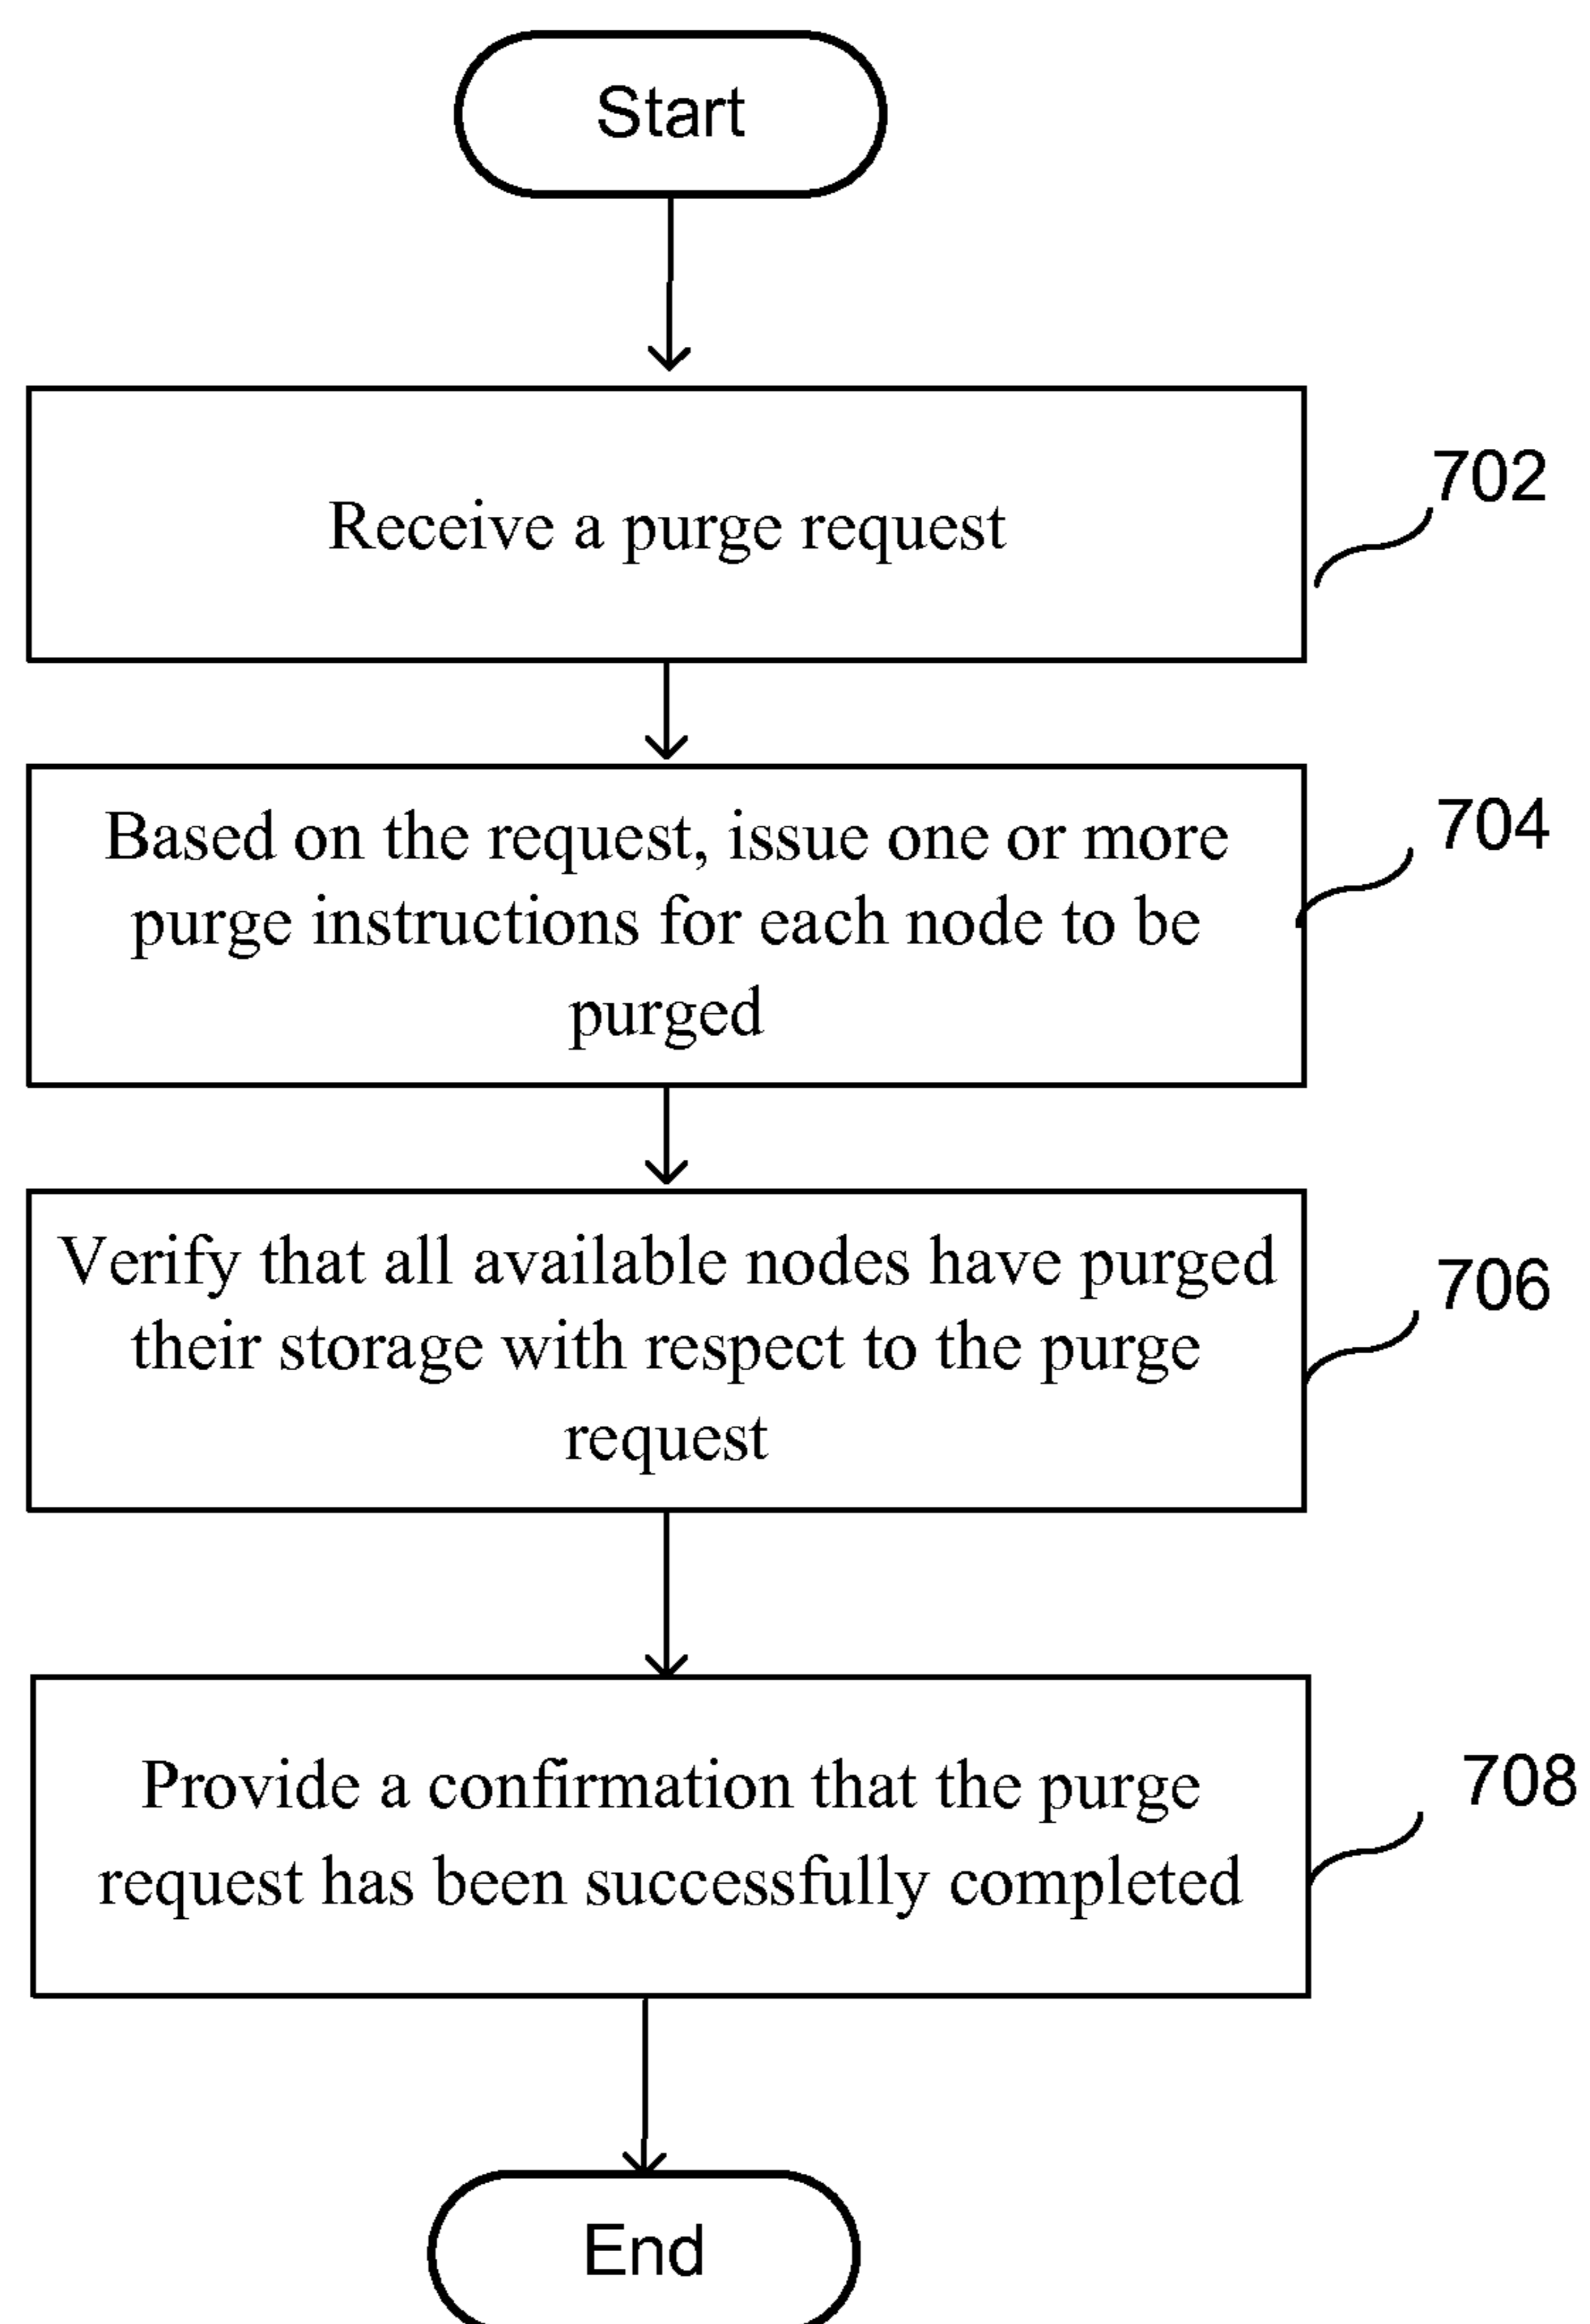 Start
Receive a purge request
702
Based on the request, issue one or more
purge instructions for each node to be
purged
704
Verify that all available nodes have purged
their storage with respect to the purge
request
706
Provide a confirmation that the purge
request has been successfully completed
708
End